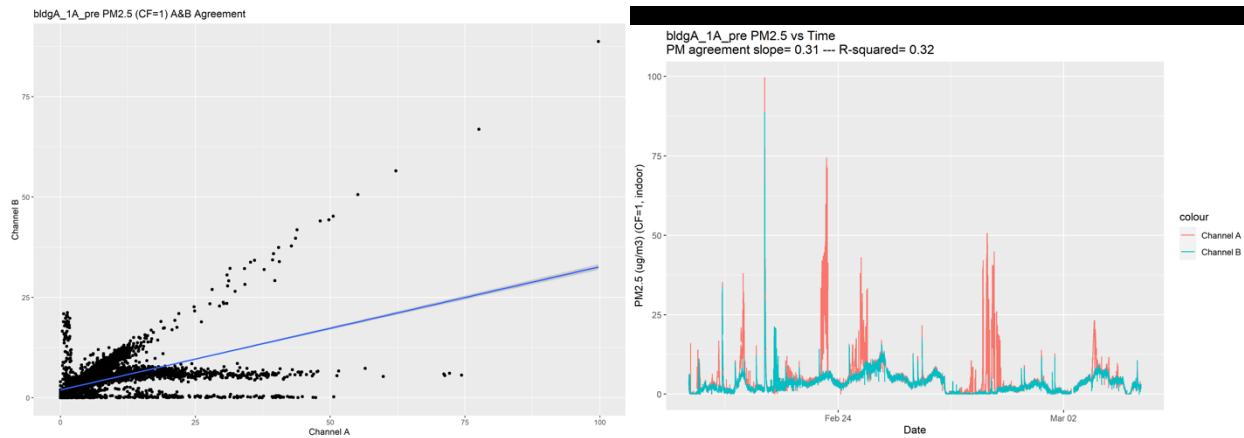 bldgA_1A_pre PM2.5 (CF=1) A&B Agreement
Channel B
75
50
25
0
0
25
50
75
100
Channel A
bldgA_1A_pre PM2.5 vs Time
PM agreement slope= 0.31 --- R-squared= 0.32
PM2.5 (ug/m3) (CF=1, indoor)
100
75
50
25
0
Feb 24
Mar 02
Date
colour
Channel A
Channel B